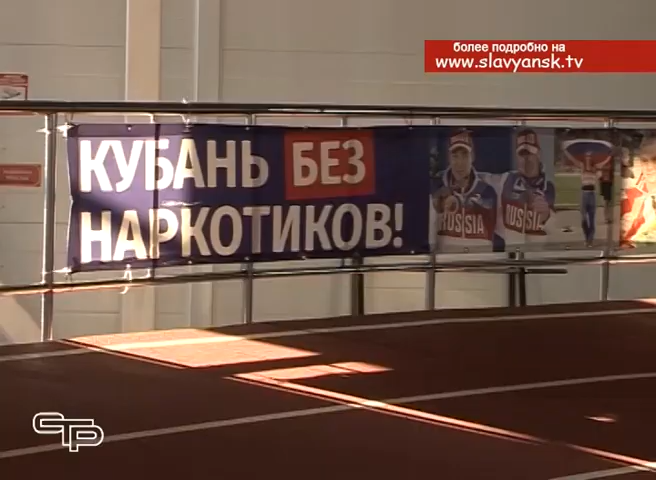 более подробно на
www.slavyansk.tv
КУБАНЬ БЕЗ
НАРКОТИКОВ!
RUSSIA
RUSSIA
СТР